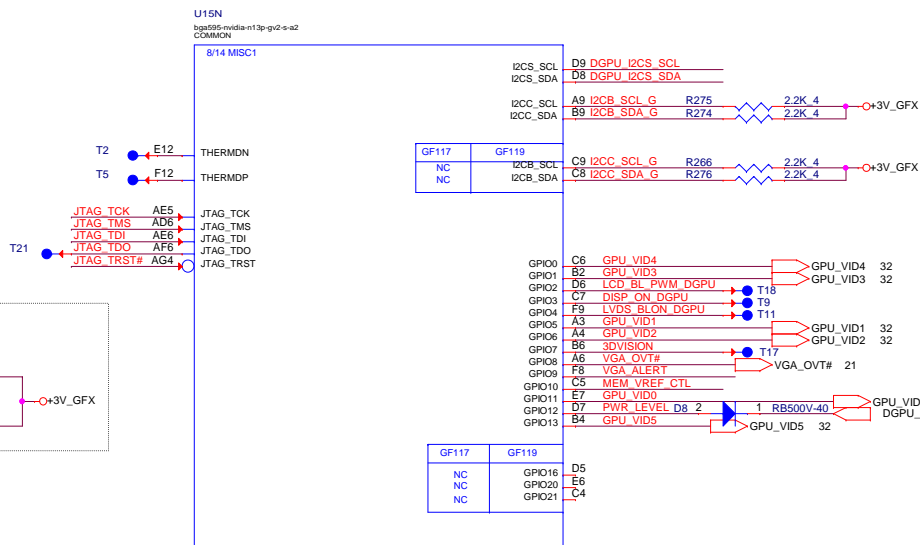 U15N
bga595-nvidia-n13p-gv2-s-a2
COMMON
8/14 MISC1
I2CS_SCL D9 DGPU_I2CS_SCL
I2CS_SDA D8 DGPU_I2CS_SDA
I2CC_SCL A9 I2CB_SCL_G R275 2.2K_4 +3V_GFX
I2CC_SDA B9 I2CB_SDA_G R274 2.2K_4
T2 E12 THERMDN
GF117 GF119
NC I2CB_SCL C9 I2CC_SCL_G R266 2.2K_4 +3V_GFX
T5 F12 THERMDP
NC I2CB_SDA C8 I2CC_SDA_G R276 2.2K_4
JTAG_TCK AE5 JTAG_TCK
JTAG_TMS AD6 JTAG_TMS
JTAG_TDI AE6 JTAG_TDI
T21 JTAG_TDO AF6 JTAG_TDO
JTAG_TRST# AG4 JTAG_TRST
GPIO0 C6 GPU_VID4 GPU_VID4 32
GPIO1 B2 GPU_VID3 GPU_VID3 32
GPIO2 D6 LCD_BL_PWM_DGPU T18
GPIO3 C7 DISP_ON_DGPU T9
GPIO4 F9 LVDS_BLON_DGPU T11
GPIO5 A3 GPU_VID1 GPU_VID1 32
GPIO6 A4 GPU_VID2 GPU_VID2 32
GPIO7 B6 3DVISION T17
GPIO8 A6 VGA_OVT# VGA_OVT# 21
GPIO9 F8 VGA_ALERT
GPIO10 C5 MEM_VREF_CTL
+3V_GFX
GPIO11 E7 GPU_VID0 GPU_VID
GPIO12 D7 PWR_LEVEL D8 2 1 RB500V-40 DGPU_
GPIO13 B4 GPU_VID5 GPU_VID5 32
GF117 GF119
NC GPIO16 D5
NC GPIO20 E6
NC GPIO21 C4